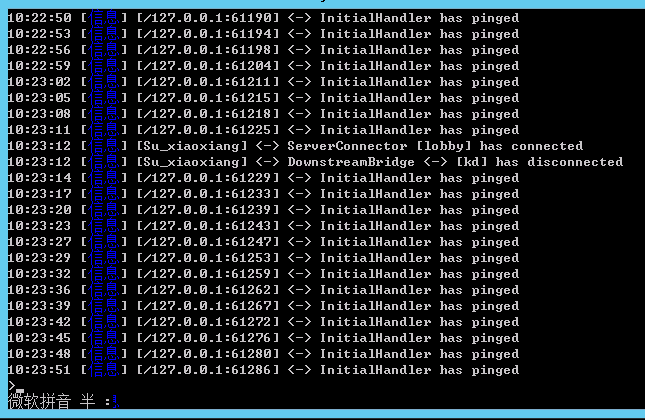 10:22:50 [信息] [/127.0.0.1:61190] <-> InitialHandler has pinged
10:22:53 [信息] [/127.0.0.1:61194] <-> InitialHandler has pinged
10:22:56 [信息] [/127.0.0.1:61198] <-> InitialHandler has pinged
10:22:59 [信息] [/127.0.0.1:61204] <-> InitialHandler has pinged
10:23:02 [信息] [/127.0.0.1:61211] <-> InitialHandler has pinged
10:23:05 [信息] [/127.0.0.1:61215] <-> InitialHandler has pinged
10:23:08 [信息] [/127.0.0.1:61218] <-> InitialHandler has pinged
10:23:11 [信息] [/127.0.0.1:61225] <-> InitialHandler has pinged
10:23:12 [信息] [Su_xiaoxiang] <-> ServerConnector [lobby] has connected
10:23:12 [信息] [Su_xiaoxiang] <-> DownstreamBridge <-> [kd] has disconnected
10:23:14 [信息] [/127.0.0.1:61229] <-> InitialHandler has pinged
10:23:17 [信息] [/127.0.0.1:61233] <-> InitialHandler has pinged
10:23:20 [信息] [/127.0.0.1:61239] <-> InitialHandler has pinged
10:23:23 [信息] [/127.0.0.1:61243] <-> InitialHandler has pinged
10:23:27 [信息] [/127.0.0.1:61247] <-> InitialHandler has pinged
10:23:29 [信息] [/127.0.0.1:61253] <-> InitialHandler has pinged
10:23:32 [信息] [/127.0.0.1:61259] <-> InitialHandler has pinged
10:23:36 [信息] [/127.0.0.1:61262] <-> InitialHandler has pinged
10:23:39 [信息] [/127.0.0.1:61267] <-> InitialHandler has pinged
10:23:42 [信息] [/127.0.0.1:61272] <-> InitialHandler has pinged
10:23:45 [信息] [/127.0.0.1:61276] <-> InitialHandler has pinged
10:23:48 [信息] [/127.0.0.1:61280] <-> InitialHandler has pinged
10:23:51 [信息] [/127.0.0.1:61286] <-> InitialHandler has pinged
>_
微软拼音 半 :